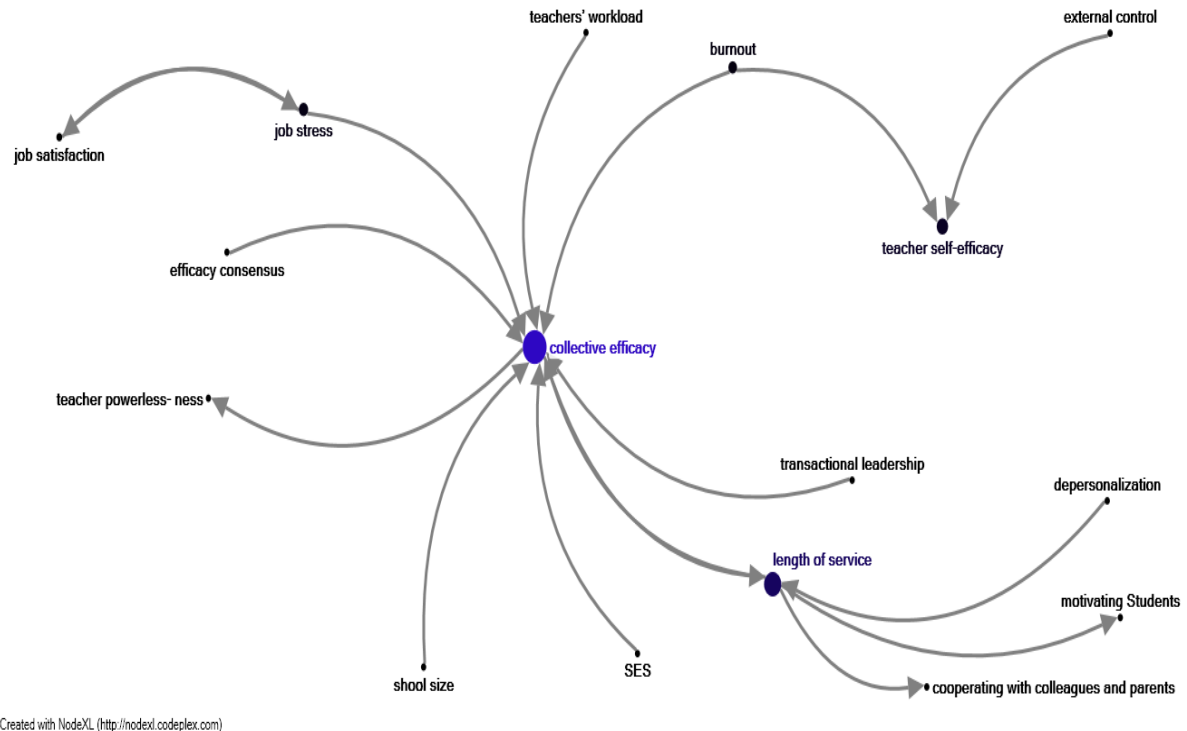 teachers' workload
external control
burnout
job stress
job satisfaction
teacher self-efficacy
efficacy consensus
collective efficacy
teacher powerless- ness
transactional leadership
depersonalization
length of service
motivating Students
SES
shool size
cooperating with colleagues and parents
Created with NodeXL (http://nodexl.codeplex.com)